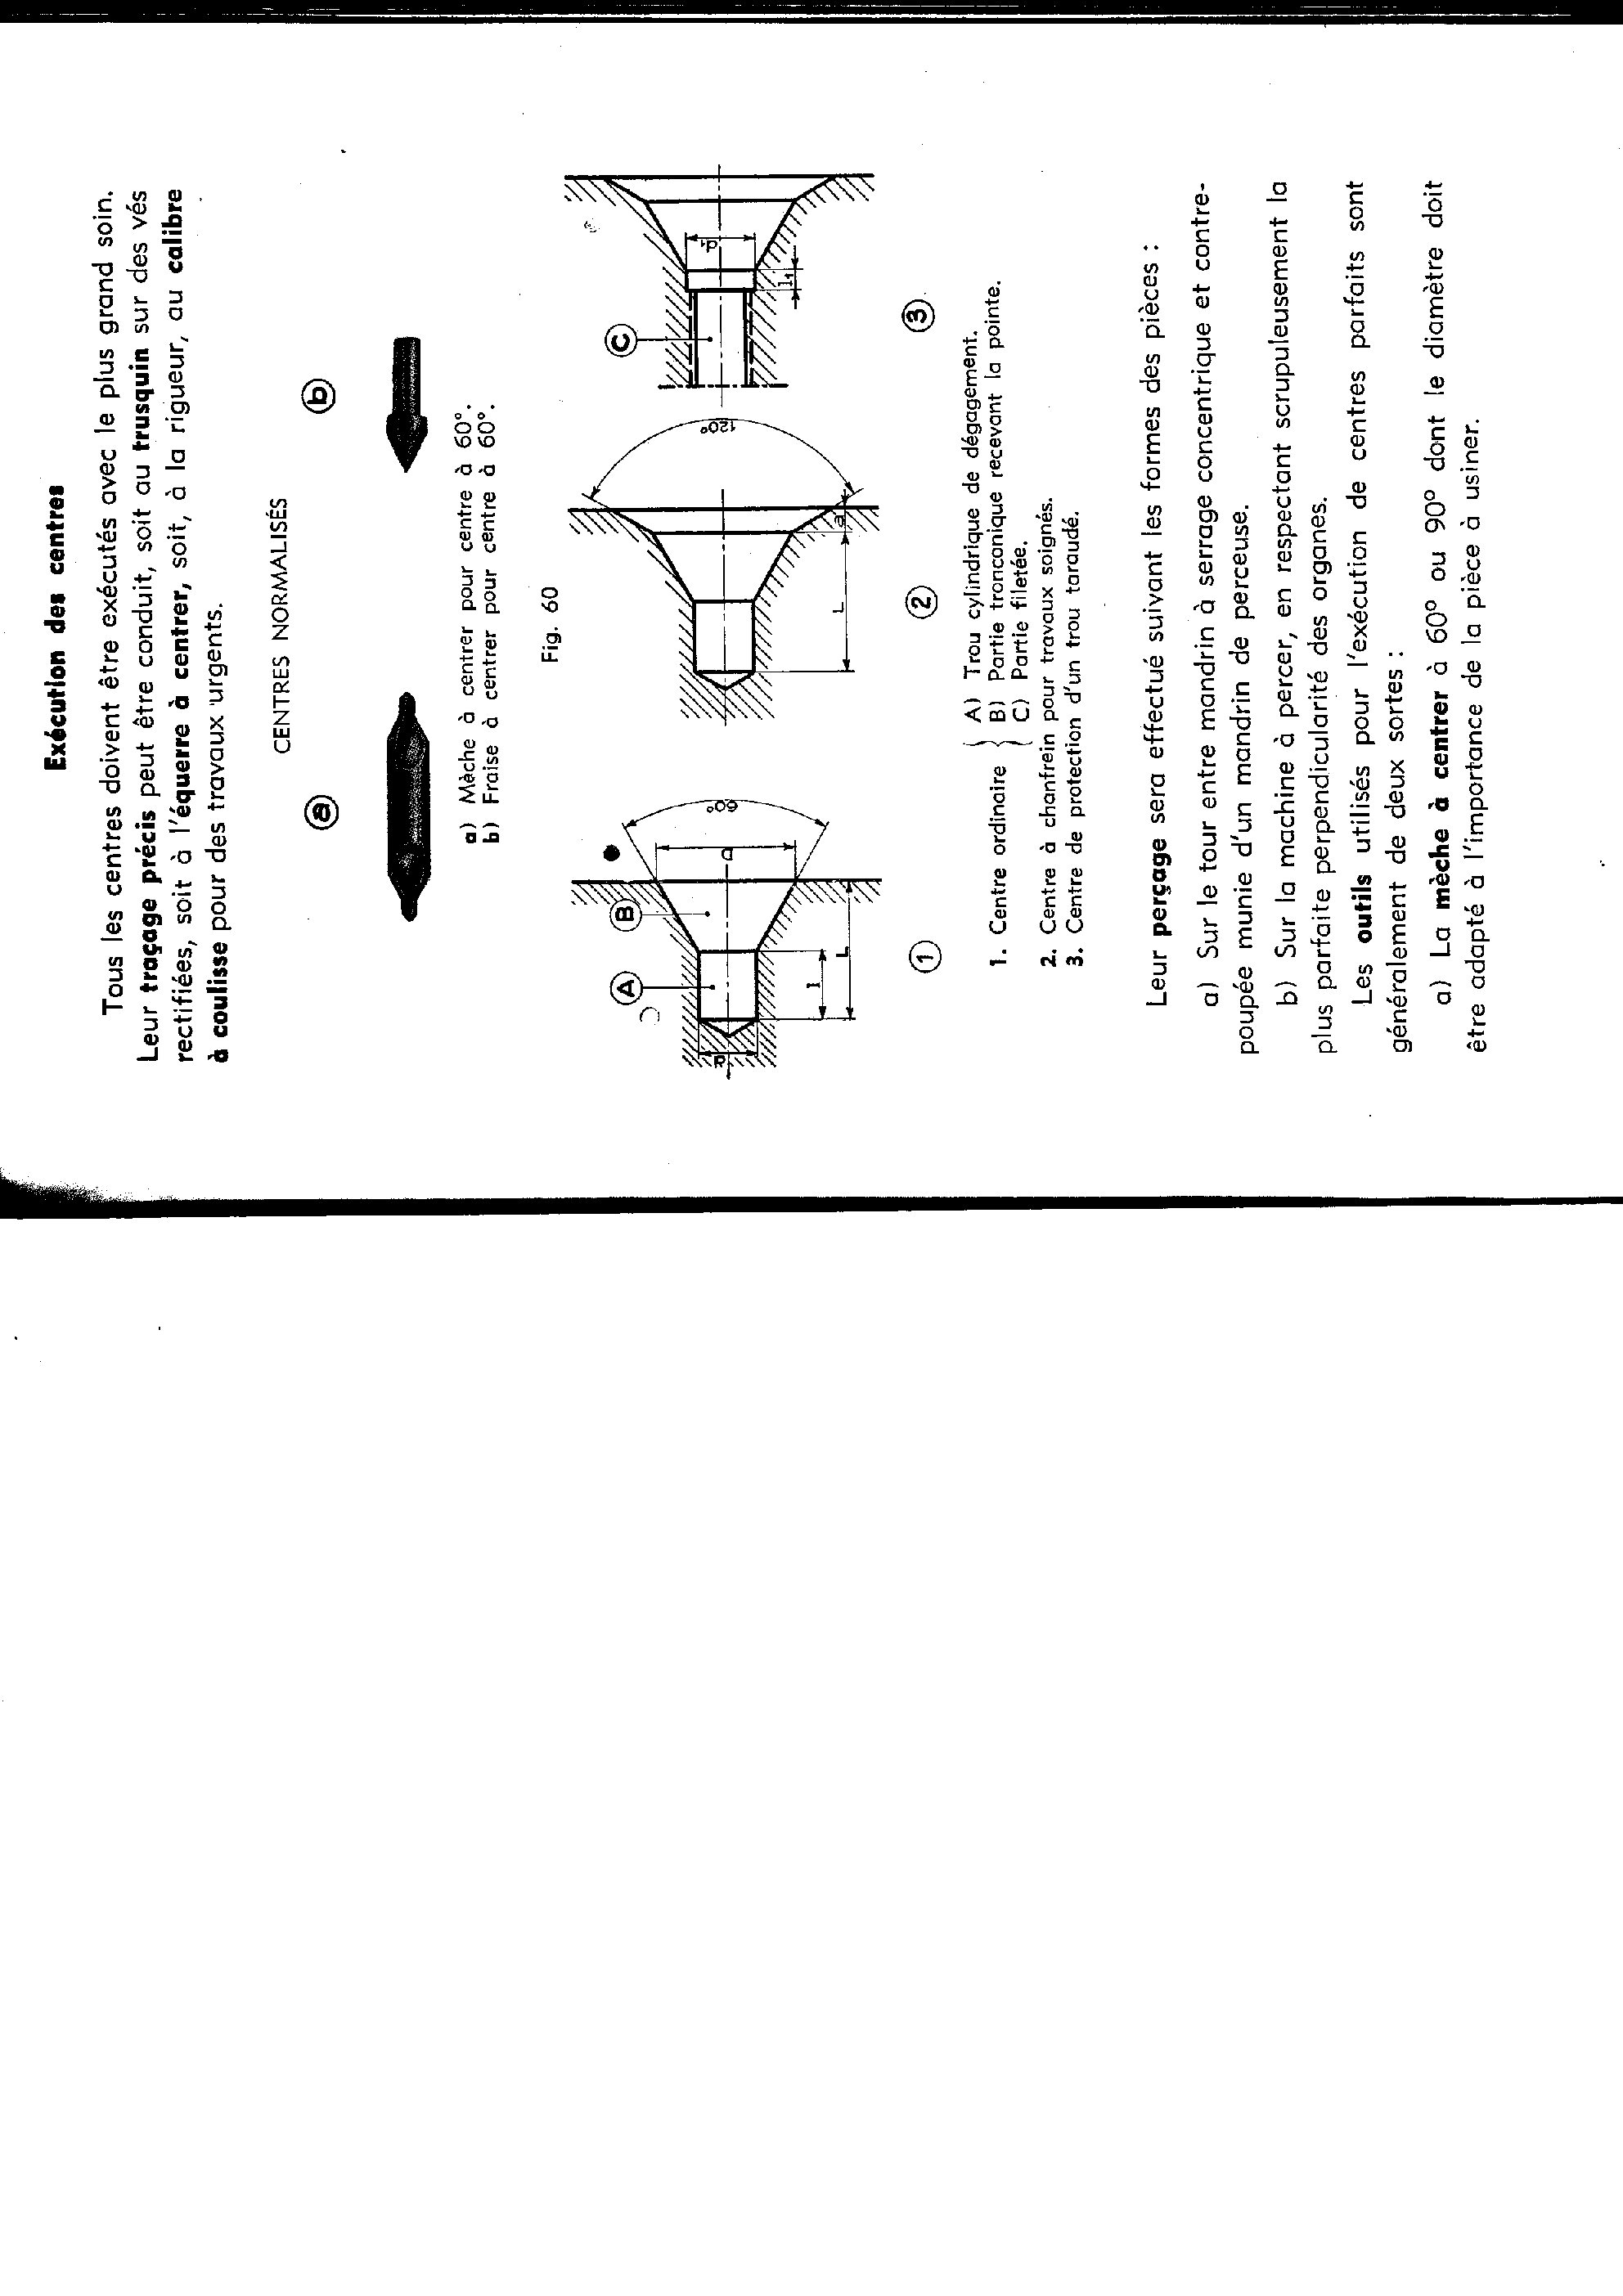 Exécution des centres
Tous les centres doivent être exécutés avec le plus grand soin.
Leur traçage précis peut être conduit, soit au trusquin sur des vés
rectifiées, soit à l'équerre à centrer, soit, à la rigueur, au calibre
à coulisse pour des travaux urgents.
CENTRES NORMALISÉS
a
b
a) Mèche à centrer pour centre à 60°.
b) Fraise à centrer pour centre à 60°.
Fig. 60
A
B
C
d
D
60°
l
L
120°
L
a
d₁
l₁
1
2
3
1. Centre ordinaire { A) Trou cylindrique de dégagement.
B) Partie tronconique recevant la pointe.
C) Partie filetée.
2. Centre à chanfrein pour travaux soignés.
3. Centre de protection d'un trou taraudé.
Leur perçage sera effectué suivant les formes des pièces :
a) Sur le tour entre mandrin à serrage concentrique et contre-
poupée munie d'un mandrin de perceuse.
b) Sur la machine à percer, en respectant scrupuleusement la
plus parfaite perpendicularité des organes.
Les outils utilisés pour l'exécution de centres parfaits sont
généralement de deux sortes :
a) La mèche à centrer à 60° ou 90° dont le diamètre doit
être adapté à l'importance de la pièce à usiner.